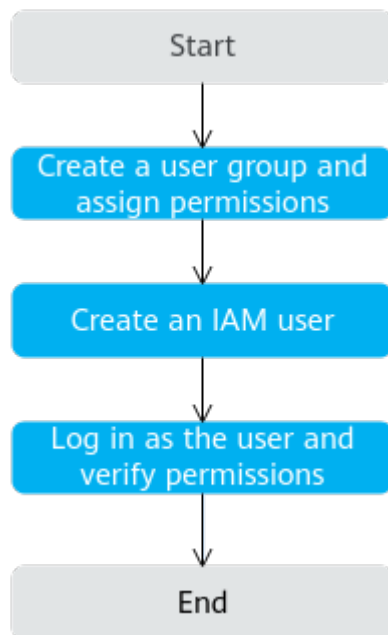 Start
Create a user group and
assign permissions
Create an IAM user
Log in as the user and
verify permissions
End